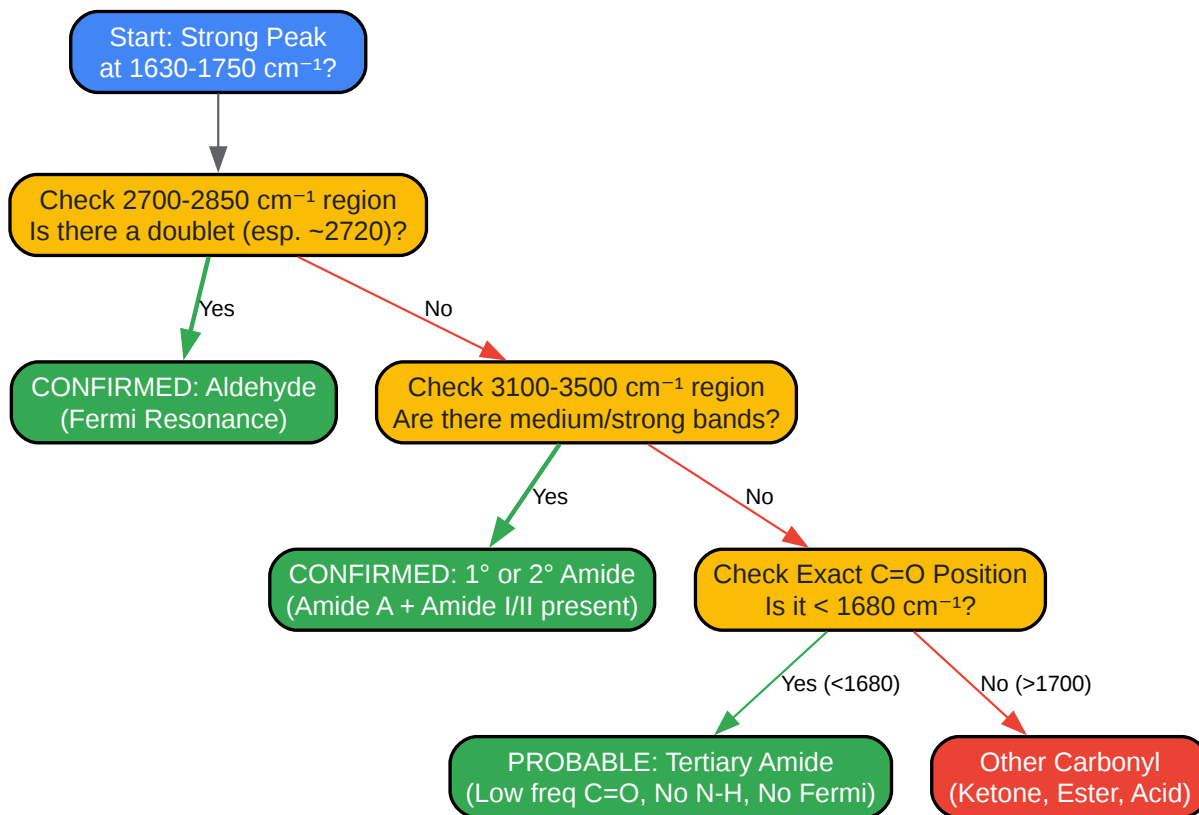 Start: Strong Peak
at 1630-1750 cm⁻¹?
Check 2700-2850 cm⁻¹ region
Is there a doublet (esp. ~2720)?
Yes
No
CONFIRMED: Aldehyde
(Fermi Resonance)
Check 3100-3500 cm⁻¹ region
Are there medium/strong bands?
Yes
No
CONFIRMED: 1° or 2° Amide
(Amide A + Amide I/II present)
Check Exact C=O Position
Is it < 1680 cm⁻¹?
Yes (<1680)
No (>1700)
PROBABLE: Tertiary Amide
(Low freq C=O, No N-H, No Fermi)
Other Carbonyl
(Ketone, Ester, Acid)